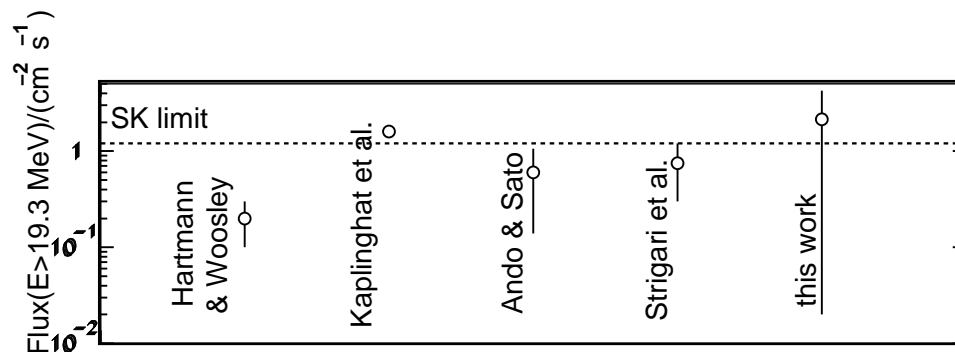 Flux(E>19.3 MeV)/(cm⁻² s⁻¹)
SK limit
1
10⁻¹
10⁻²
Hartmann
& Woosley
Kaplinghat et al.
Ando & Sato
Strigari et al.
this work